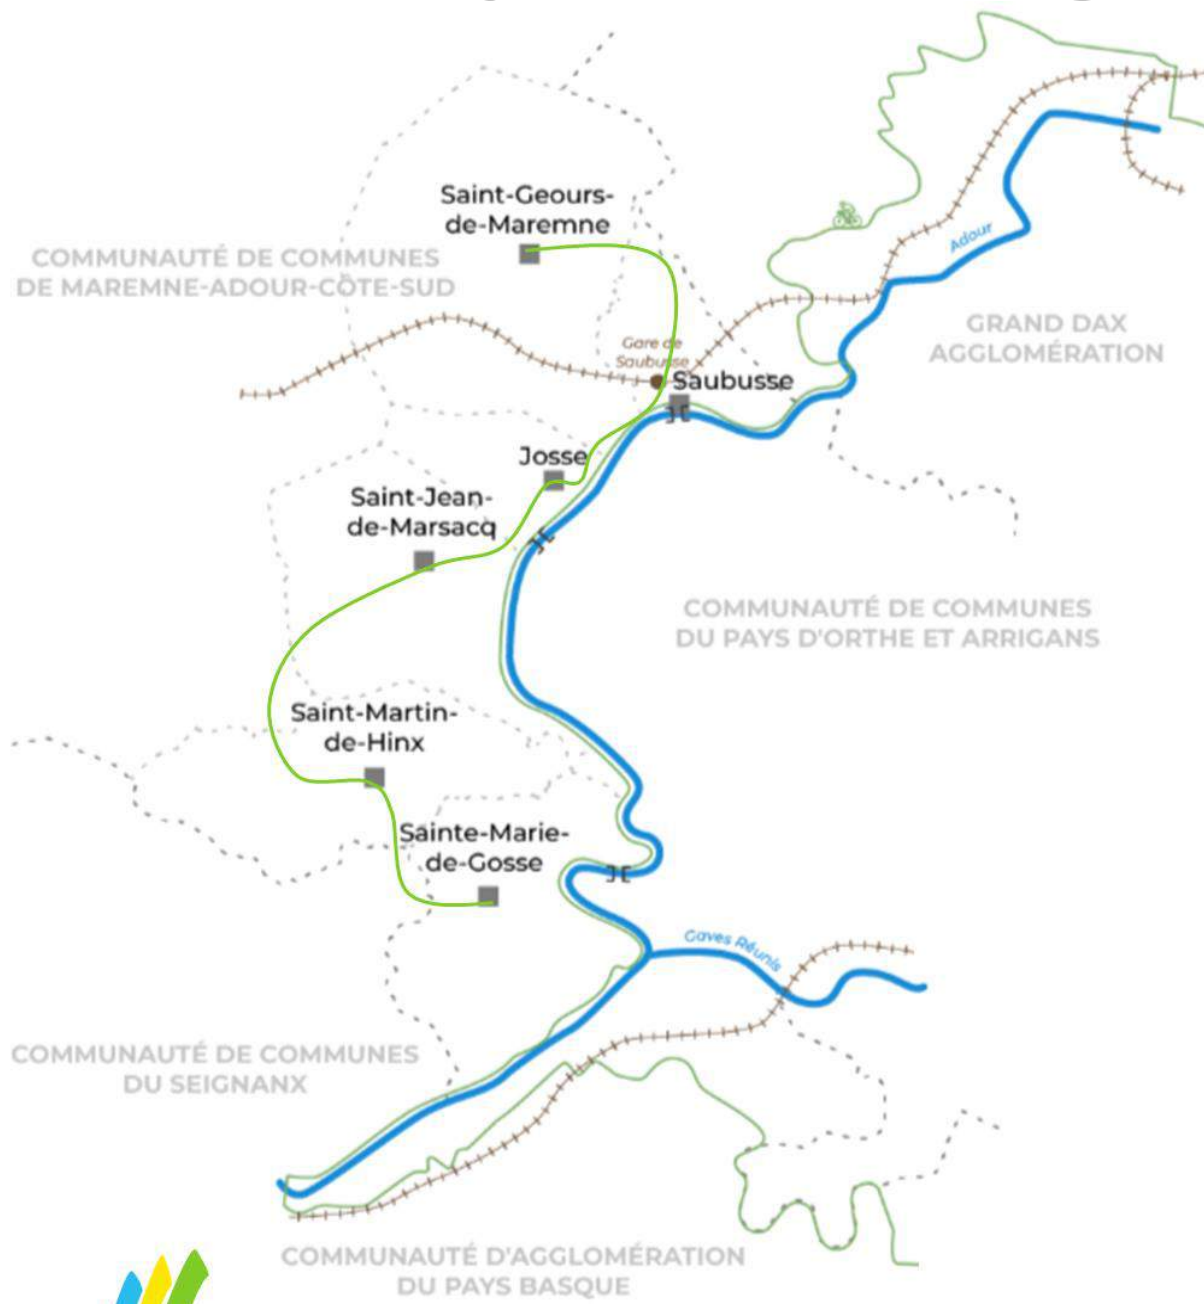 Saint-Geours-
de-Maremne
COMMUNAUTÉ DE COMMUNES
DE MAREMNE-ADOUR-CÔTE-SUD
Adour
GRAND DAX
AGGLOMÉRATION
Gare de
Saubusse
Saubusse
Josse
Saint-Jean-
de-Marsacq
COMMUNAUTÉ DE COMMUNES
DU PAYS D'ORTHE ET ARRIGANS
Saint-Martin-
de-Hinx
Sainte-Marie-
de-Gosse
Gaves Réunis
COMMUNAUTÉ DE COMMUNES
DU SEIGNANX
COMMUNAUTÉ D'AGGLOMÉRATION
DU PAYS BASQUE